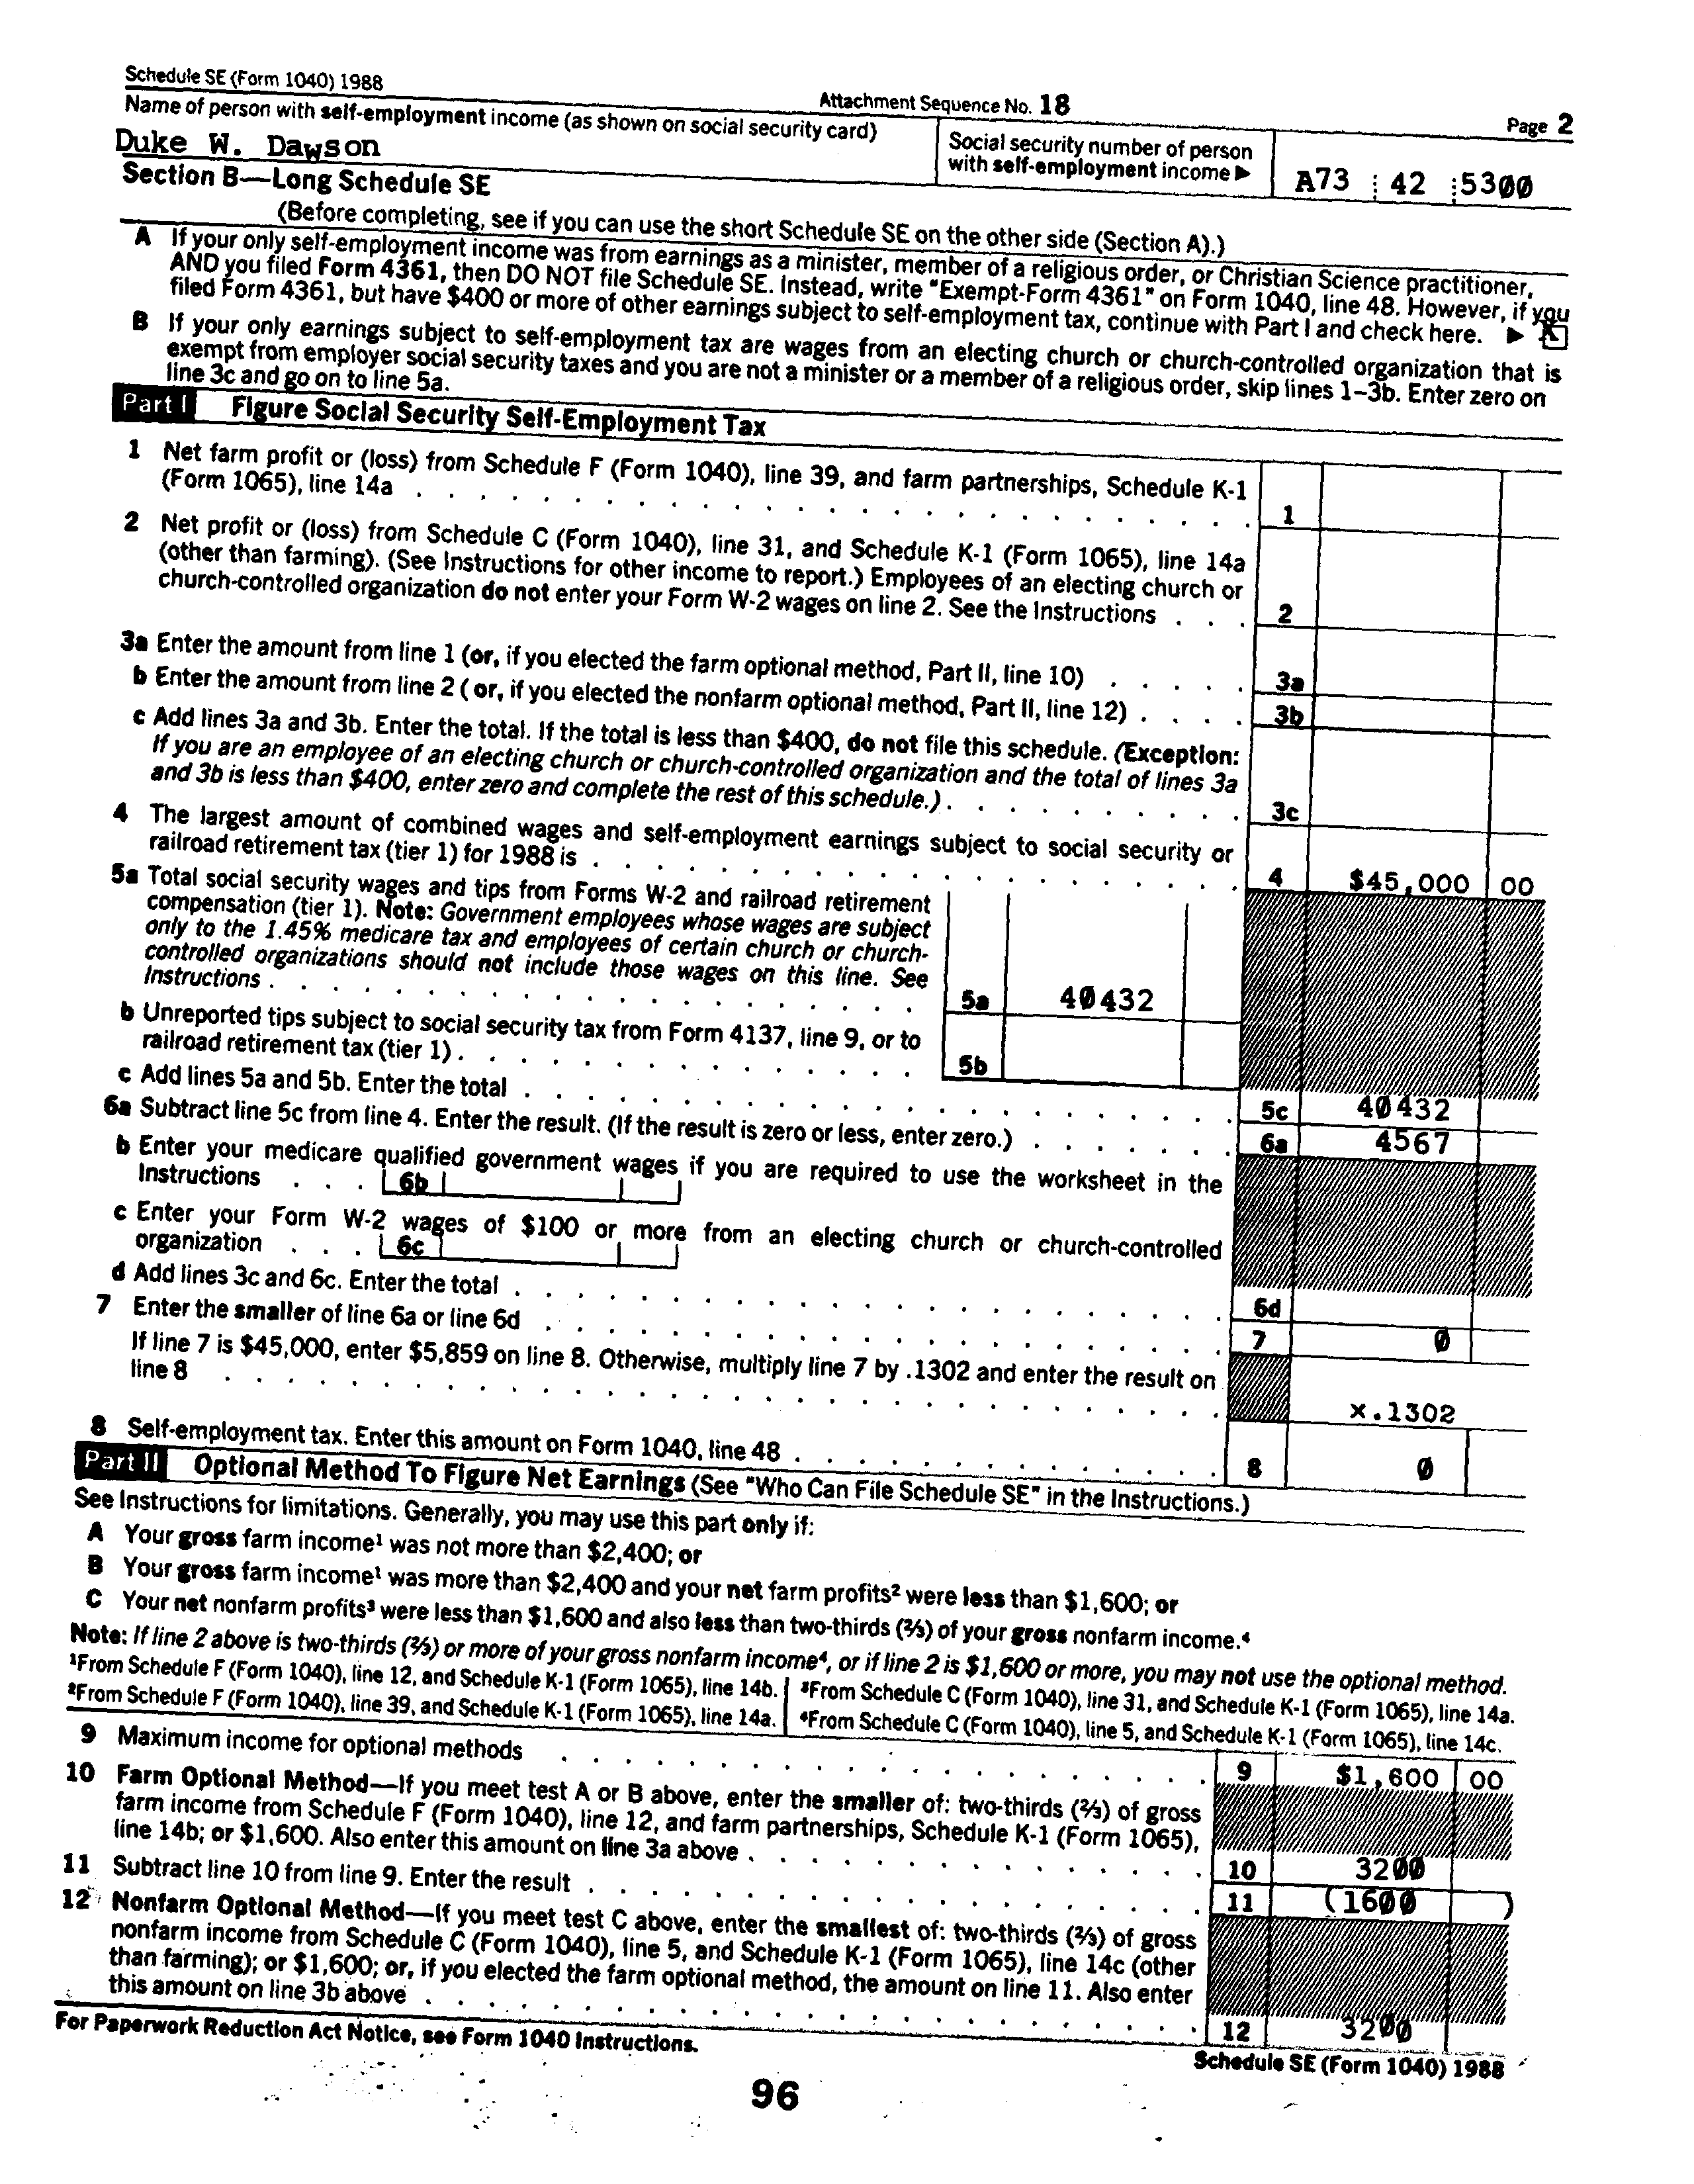 Schedule SE (Form 1040) 1988
Attachment Sequence No. 18
Page 2
Name of person with self-employment income (as shown on social security card)
Duke W. Dawson
Social security number of person
with self-employment income ▶
A73 42 5300
Section B—Long Schedule SE
(Before completing, see if you can use the short Schedule SE on the other side (Section A).)
A If your only self-employment income was from earnings as a minister, member of a religious order, or Christian Science practitioner,
AND you filed Form 4361, then DO NOT file Schedule SE. Instead, write "Exempt-Form 4361" on Form 1040, line 48. However, if you
filed Form 4361, but have $400 or more of other earnings subject to self-employment tax, continue with Part I and check here. ▶ X
B If your only earnings subject to self-employment tax are wages from an electing church or church-controlled organization that is
exempt from employer social security taxes and you are not a minister or a member of a religious order, skip lines 1–3b. Enter zero on
line 3c and go on to line 5a.
Part I Figure Social Security Self-Employment Tax
1 Net farm profit or (loss) from Schedule F (Form 1040), line 39, and farm partnerships, Schedule K-1
(Form 1065), line 14a . . . 1
2 Net profit or (loss) from Schedule C (Form 1040), line 31, and Schedule K-1 (Form 1065), line 14a
(other than farming). (See Instructions for other income to report.) Employees of an electing church or
church-controlled organization do not enter your Form W-2 wages on line 2. See the Instructions . . . 2
3a Enter the amount from line 1 (or, if you elected the farm optional method, Part II, line 10) . . . 3a
b Enter the amount from line 2 ( or, if you elected the nonfarm optional method, Part II, line 12) . . . 3b
c Add lines 3a and 3b. Enter the total. If the total is less than $400, do not file this schedule. (Exception:
If you are an employee of an electing church or church-controlled organization and the total of lines 3a
and 3b is less than $400, enter zero and complete the rest of this schedule.) . . . 3c
4 The largest amount of combined wages and self-employment earnings subject to social security or
railroad retirement tax (tier 1) for 1988 is . . . 4 $45,000 00
5a Total social security wages and tips from Forms W-2 and railroad retirement
compensation (tier 1). Note: Government employees whose wages are subject
only to the 1.45% medicare tax and employees of certain church or church-
controlled organizations should not include those wages on this line. See
Instructions . . . 5a 40432
b Unreported tips subject to social security tax from Form 4137, line 9, or to
railroad retirement tax (tier 1) . . . 5b
c Add lines 5a and 5b. Enter the total . . . 5c 40432
6a Subtract line 5c from line 4. Enter the result. (If the result is zero or less, enter zero.) . . . 6a 4567
b Enter your medicare qualified government wages if you are required to use the worksheet in the
Instructions . . . 6b
c Enter your Form W-2 wages of $100 or more from an electing church or church-controlled
organization . . . 6c
d Add lines 3c and 6c. Enter the total . . . 6d
7 Enter the smaller of line 6a or line 6d . . . 7 0
If line 7 is $45,000, enter $5,859 on line 8. Otherwise, multiply line 7 by .1302 and enter the result on
line 8 . . . ×.1302
8 Self-employment tax. Enter this amount on Form 1040, line 48 . . . 8 0
Part II Optional Method To Figure Net Earnings (See "Who Can File Schedule SE" in the Instructions.)
See Instructions for limitations. Generally, you may use this part only if:
A Your gross farm income¹ was not more than $2,400; or
B Your gross farm income¹ was more than $2,400 and your net farm profits² were less than $1,600; or
C Your net nonfarm profits³ were less than $1,600 and also less than two-thirds (⅔) of your gross nonfarm income.⁴
Note: If line 2 above is two-thirds (⅔) or more of your gross nonfarm income⁴, or if line 2 is $1,600 or more, you may not use the optional method.
¹From Schedule F (Form 1040), line 12, and Schedule K-1 (Form 1065), line 14b.
²From Schedule F (Form 1040), line 39, and Schedule K-1 (Form 1065), line 14a.
³From Schedule C (Form 1040), line 31, and Schedule K-1 (Form 1065), line 14a.
⁴From Schedule C (Form 1040), line 5, and Schedule K-1 (Form 1065), line 14c.
9 Maximum income for optional methods . . . 9 $1,600 00
10 Farm Optional Method—If you meet test A or B above, enter the smaller of: two-thirds (⅔) of gross
farm income from Schedule F (Form 1040), line 12, and farm partnerships, Schedule K-1 (Form 1065),
line 14b; or $1,600. Also enter this amount on line 3a above . . . 10 3200
11 Subtract line 10 from line 9. Enter the result . . . 11 (1600 )
12 Nonfarm Optional Method—If you meet test C above, enter the smallest of: two-thirds (⅔) of gross
nonfarm income from Schedule C (Form 1040), line 5, and Schedule K-1 (Form 1065), line 14c (other
than farming); or $1,600; or, if you elected the farm optional method, the amount on line 11. Also enter
this amount on line 3b above . . . 12 3200
For Paperwork Reduction Act Notice, see Form 1040 Instructions.
Schedule SE (Form 1040) 1988
96